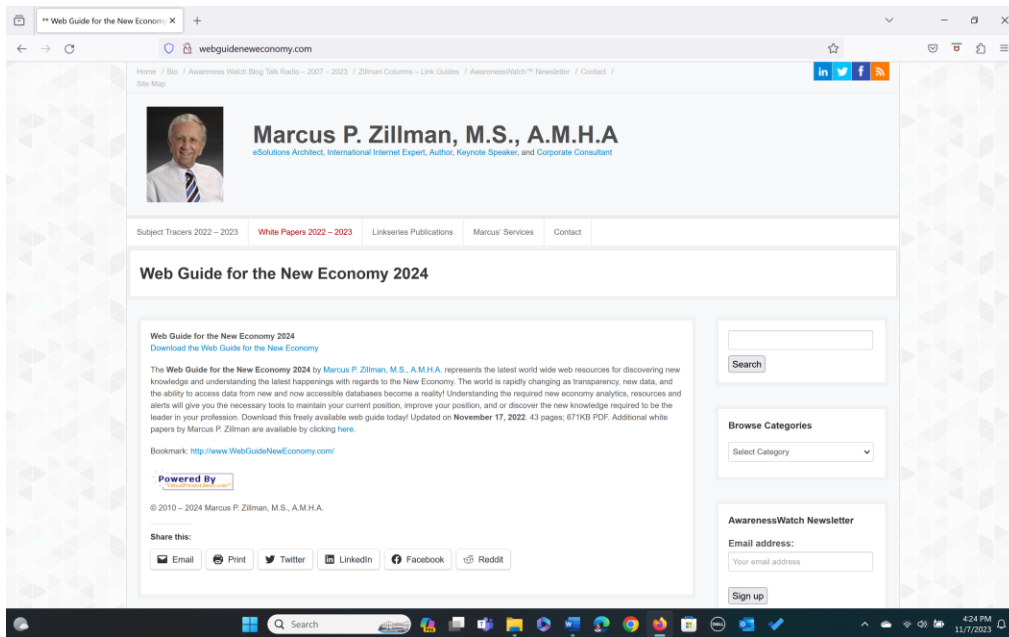 ** Web Guide for the New Economy
webguideneweconomy.com
Home / Bio / Awareness Watch Blog Talk Radio – 2007 – 2023 / Zillman Columns – Link Guides / AwarenessWatch™ Newsletter / Contact /
Site Map
Marcus P. Zillman, M.S., A.M.H.A
eSolutions Architect, International Internet Expert, Author, Keynote Speaker, and Corporate Consultant
Subject Tracers 2022 – 2023
White Papers 2022 – 2023
Linkseries Publications
Marcus' Services
Contact
Web Guide for the New Economy 2024
Web Guide for the New Economy 2024
Download the Web Guide for the New Economy
The Web Guide for the New Economy 2024 by Marcus P. Zillman, M.S., A.M.H.A. represents the latest world wide web resources for discovering new
knowledge and understanding the latest happenings with regards to the New Economy. The world is rapidly changing as transparency, new data, and
the ability to access data from new and now accessible databases become a reality! Understanding the required new economy analytics, resources and
alerts will give you the necessary tools to maintain your current position, improve your position, and or discover the new knowledge required to be the
leader in your profession. Download this freely available web guide today! Updated on November 17, 2022. 43 pages; 671KB PDF. Additional white
papers by Marcus P. Zillman are available by clicking here.
Bookmark: http://www.WebGuideNewEconomy.com/
Powered By
© 2010 – 2024 Marcus P. Zillman, M.S., A.M.H.A.
Share this:
Email
Print
Twitter
LinkedIn
Facebook
Reddit
Search
Browse Categories
Select Category
AwarenessWatch Newsletter
Email address:
Your email address
Sign up
Search
4:24 PM
11/7/2023